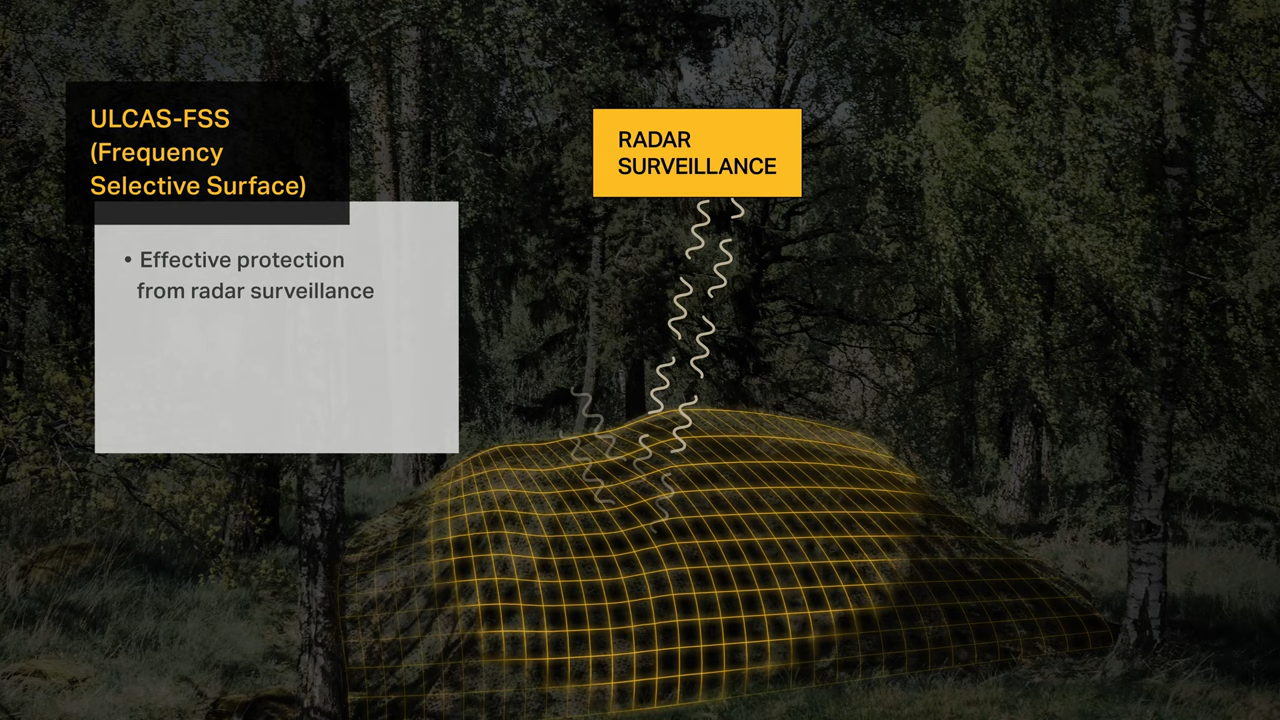 ULCAS-FSS
(Frequency
Selective Surface)
• Effective protection
from radar surveillance
RADAR
SURVEILLANCE